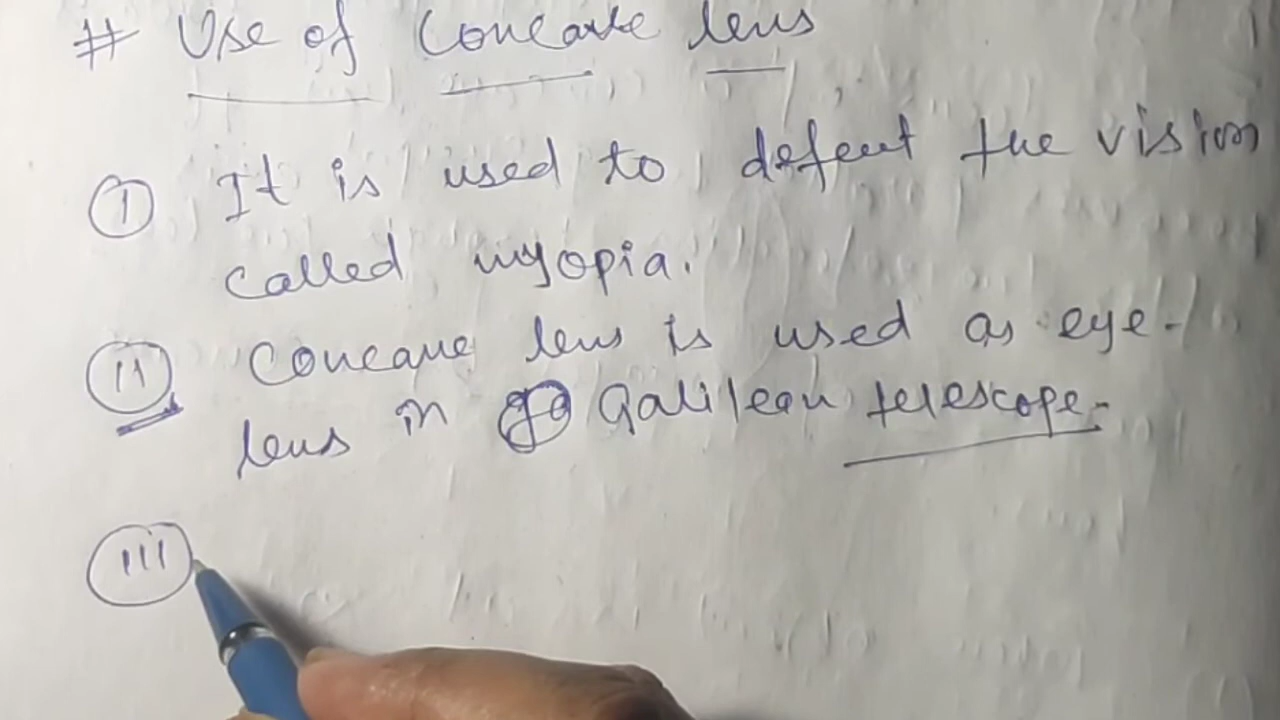 # Use of Concave lens
(I) It is used to defeut the vision
called myopia.
(II) Concave lens is used as eye-
lens in Galilean telescope.
(III)